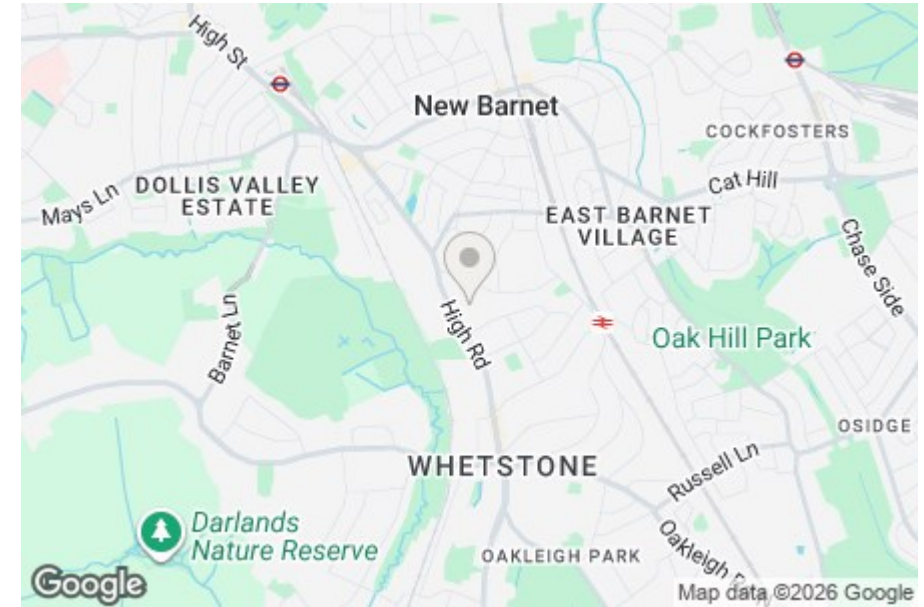 High St
New Barnet
COCKFOSTERS
Cat Hill
DOLLIS VALLEY
ESTATE
Mays Ln
EAST BARNET
VILLAGE
Chase Side
Barnet Ln
High Rd
Oak Hill Park
OSIDGE
WHETSTONE
Russell Ln
Darlands
Nature Reserve
OAKLEIGH PARK
Oakleigh
Google
Map data ©2026 Google